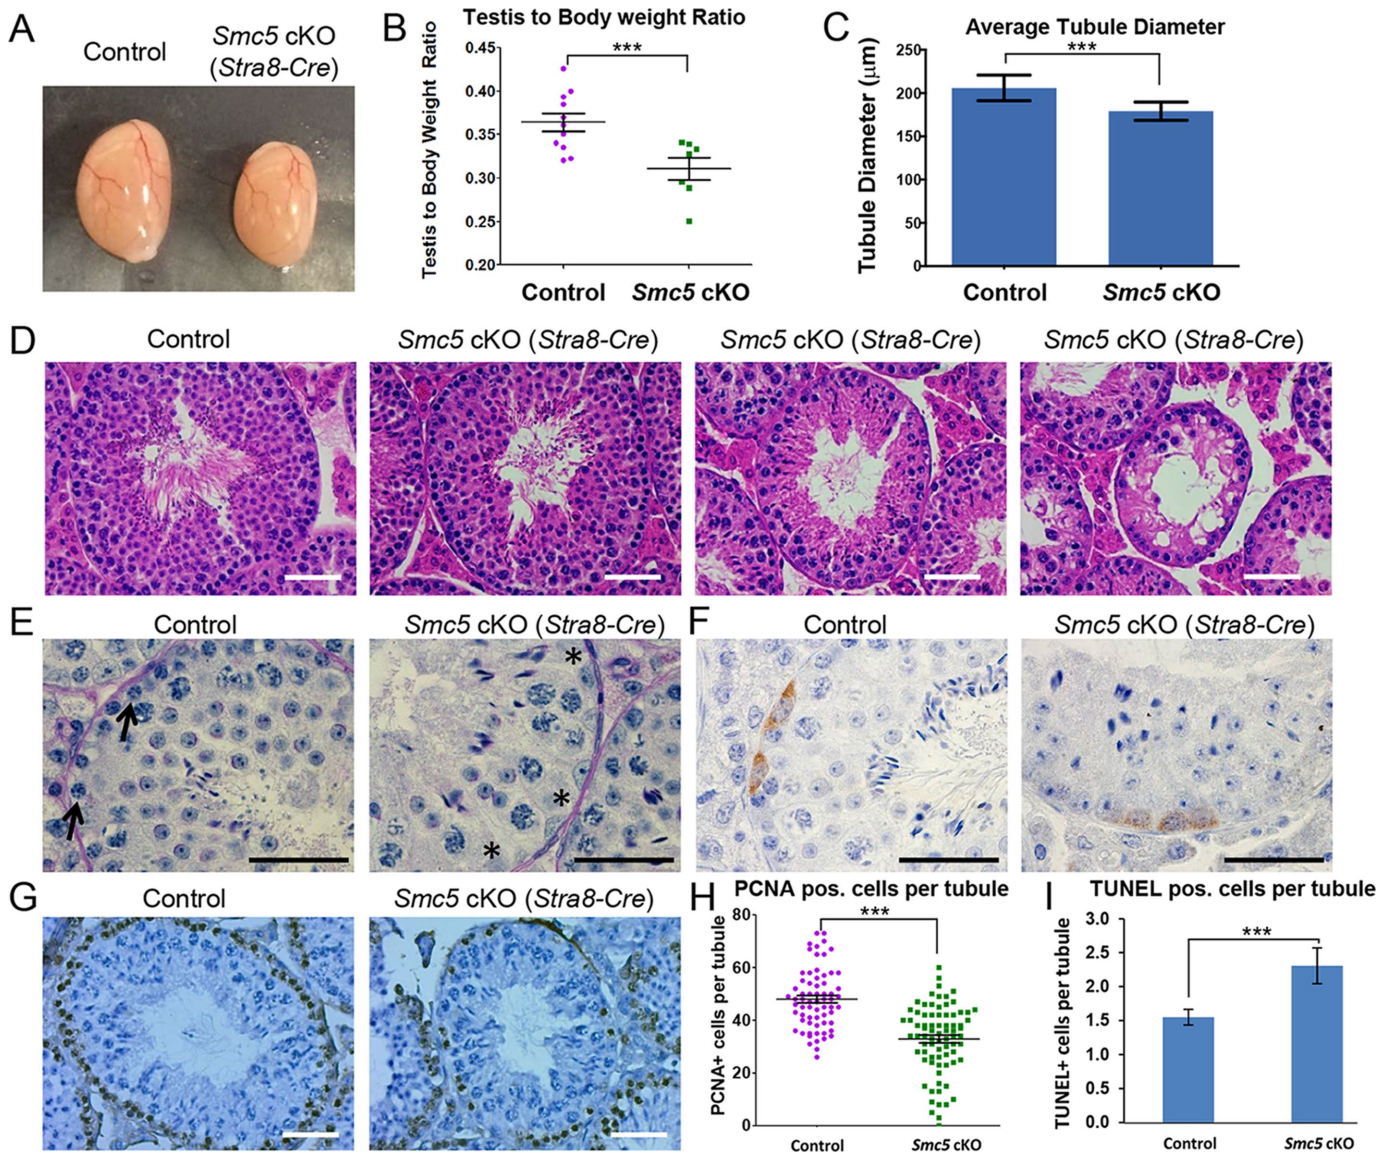 A
Control
Smc5 cKO
(Stra8-Cre)
B
Testis to Body weight Ratio
***
Testis to Body Weight Ratio
0.45
0.40
0.35
0.30
0.25
0.20
Control
Smc5 cKO
C
Average Tubule Diameter
***
Tubule Diameter (μm)
250
200
150
100
50
0
Control
Smc5 cKO
D
Control
Smc5 cKO (Stra8-Cre)
Smc5 cKO (Stra8-Cre)
Smc5 cKO (Stra8-Cre)
E
Control
Smc5 cKO (Stra8-Cre)
*
*
*
F
Control
Smc5 cKO (Stra8-Cre)
G
Control
Smc5 cKO (Stra8-Cre)
H
PCNA pos. cells per tubule
***
PCNA+ cells per tubule
80
60
40
20
0
Control
Smc5 cKO
I
TUNEL pos. cells per tubule
***
TUNEL+ cells per tubule
3.0
2.5
2.0
1.5
1.0
0.5
0.0
Control
Smc5 cKO